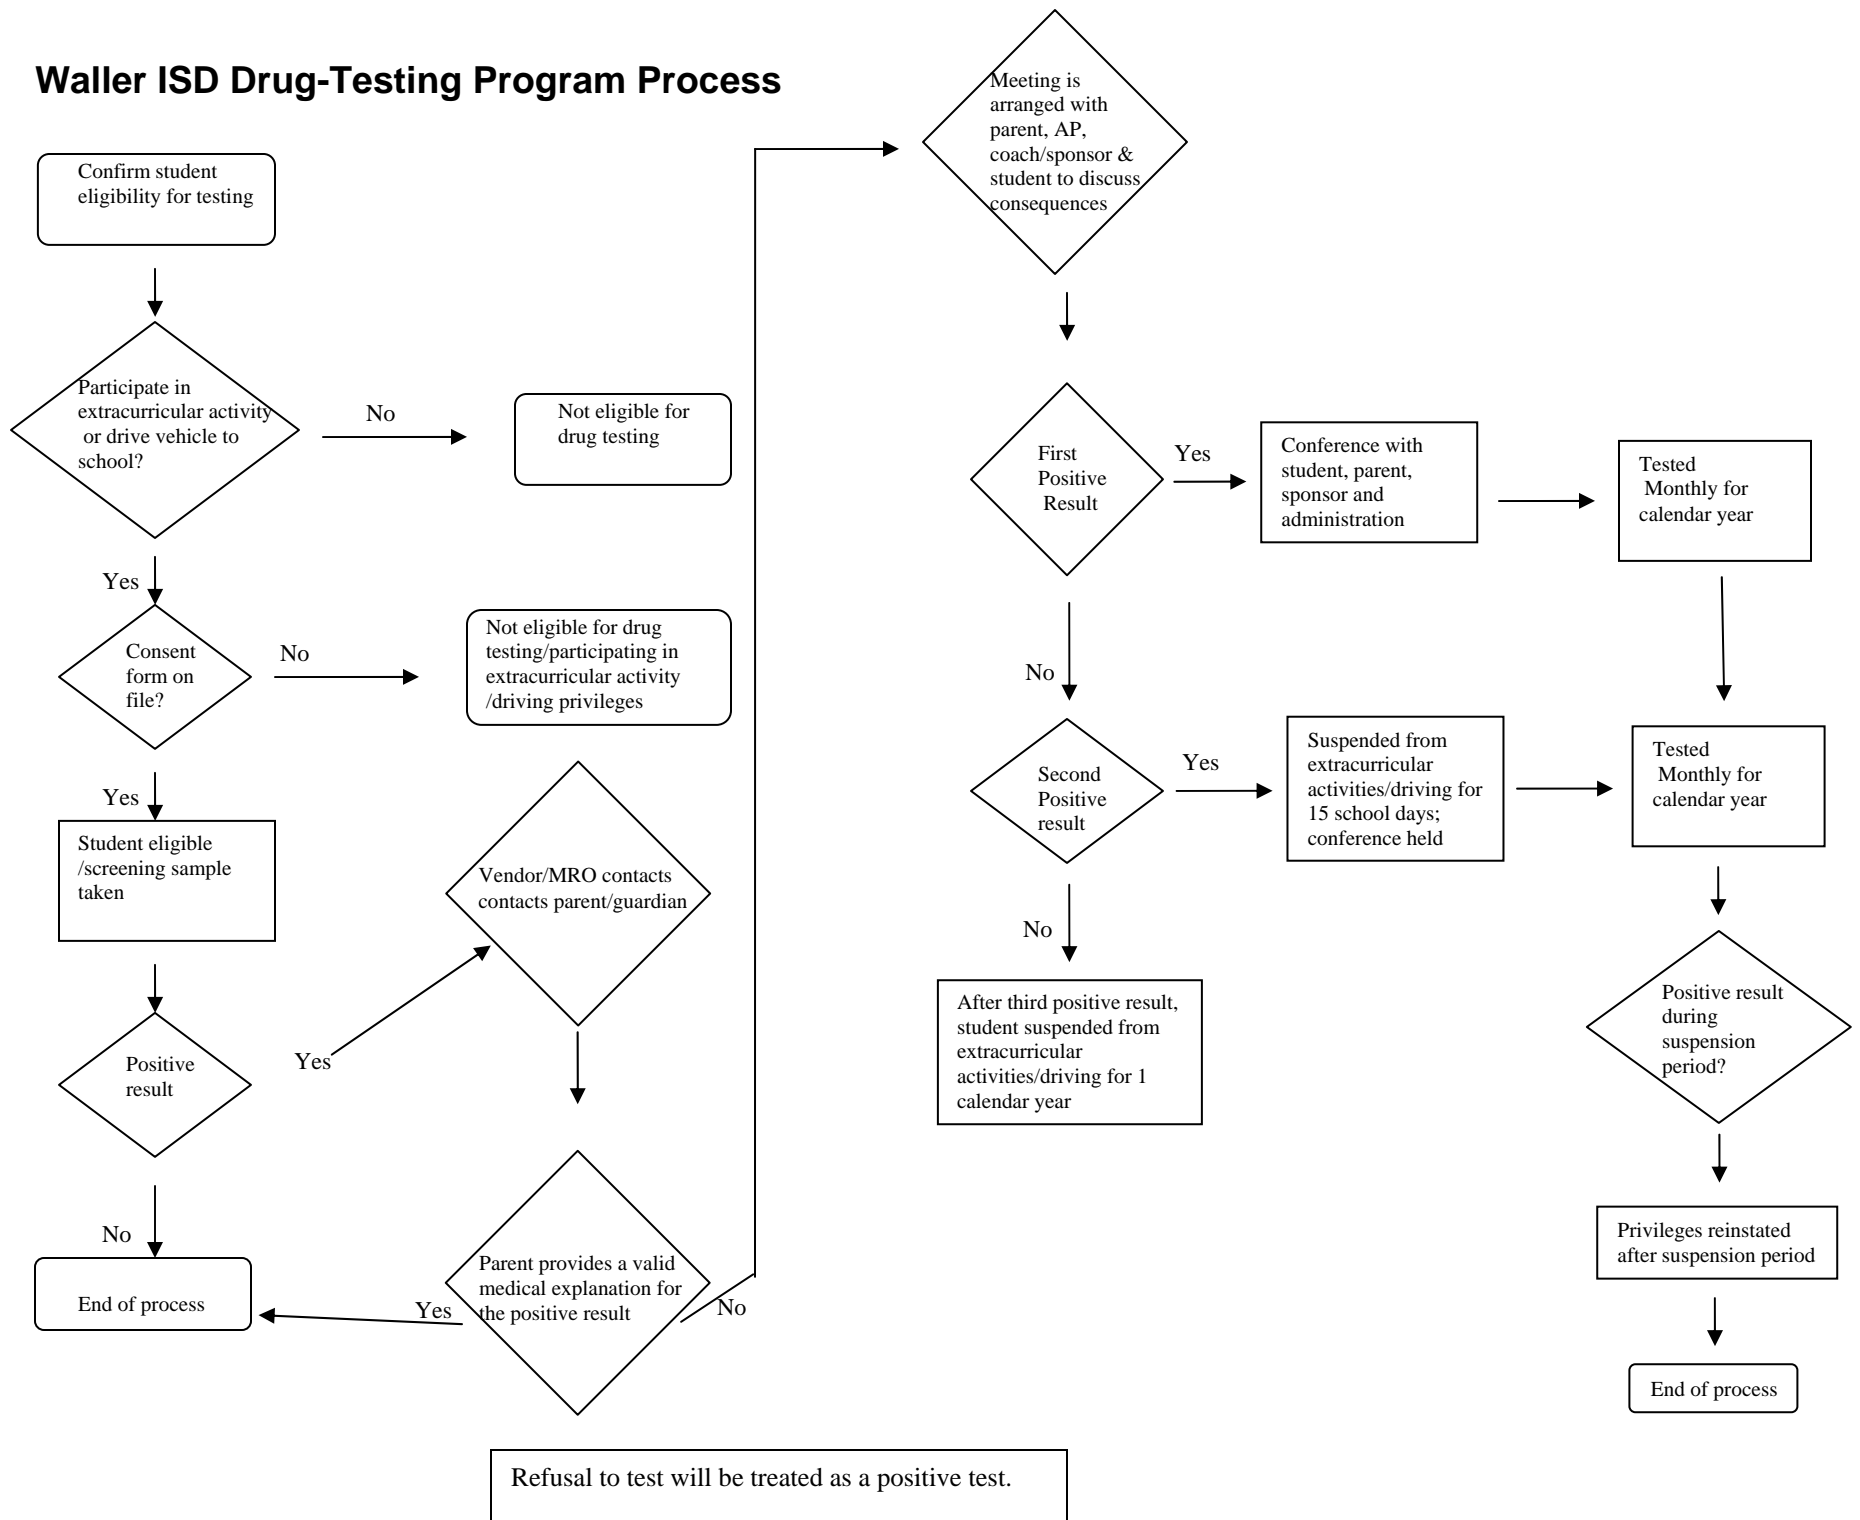 Waller ISD Drug-Testing Program Process
Confirm student
eligibility for testing
Participate in
extracurricular activity
or drive vehicle to
school?
No
Not eligible for
drug testing
Yes
Consent
form on
file?
No
Not eligible for drug
testing/participating in
extracurricular activity
/driving privileges
Yes
Student eligible
/screening sample
taken
Positive
result
Yes
Vendor/MRO contacts
contacts parent/guardian
No
End of process
Parent provides a valid
medical explanation for
the positive result
Yes
No
Meeting is
arranged with
parent, AP,
coach/sponsor &
student to discuss
consequences
First
Positive
Result
Yes
Conference with
student, parent,
sponsor and
administration
Tested
Monthly for
calendar year
No
Second
Positive
result
Yes
Suspended from
extracurricular
activities/driving for
15 school days;
conference held
Tested
Monthly for
calendar year
No
After third positive result,
student suspended from
extracurricular
activities/driving for 1
calendar year
Positive result
during
suspension
period?
Privileges reinstated
after suspension period
End of process
Refusal to test will be treated as a positive test.